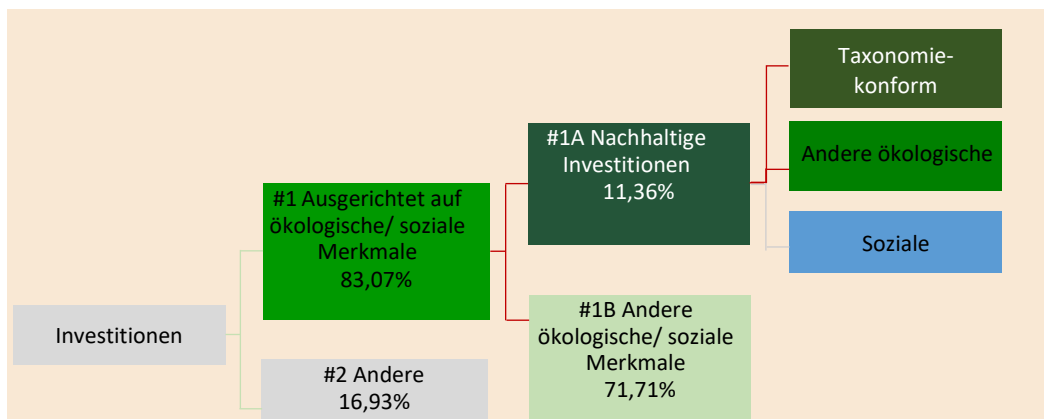 Taxonomie-
konform
#1A Nachhaltige
Investitionen
11,36%
Andere ökologische
#1 Ausgerichtet auf
ökologische/ soziale
Merkmale
83,07%
Soziale
Investitionen
#1B Andere
ökologische/ soziale
Merkmale
71,71%
#2 Andere
16,93%